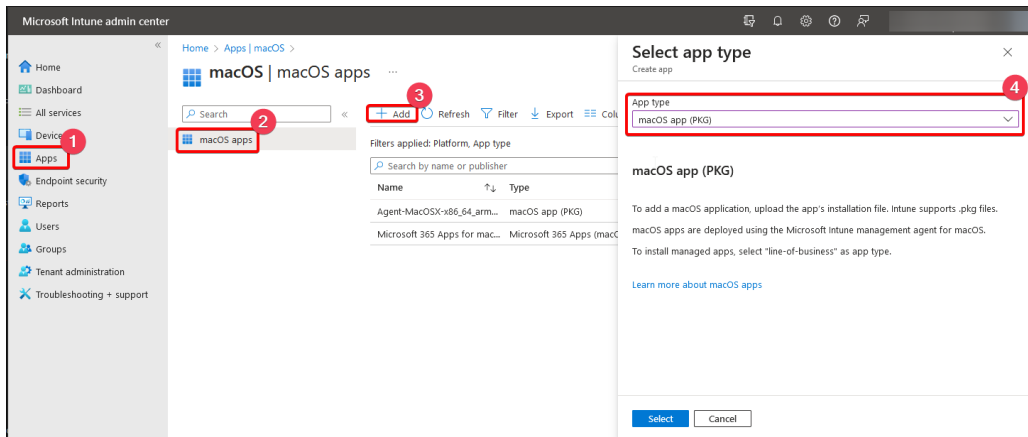 Microsoft Intune admin center
Home
Dashboard
All services
Device
1
Apps
Endpoint security
Reports
Users
Groups
Tenant administration
Troubleshooting + support
Home > Apps | macOS >
macOS | macOS apps ...
Search
2
macOS apps
3
+ Add Refresh Filter Export Colu
Filters applied: Platform, App type
Search by name or publisher
Name Type
Agent-MacOSX-x86_64_arm... macOS app (PKG)
Microsoft 365 Apps for mac... Microsoft 365 Apps (macO
Select app type
Create app
4
App type
macOS app (PKG)
macOS app (PKG)
To add a macOS application, upload the app's installation file. Intune supports .pkg files.
macOS apps are deployed using the Microsoft Intune management agent for macOS.
To install managed apps, select "line-of-business" as app type.
Learn more about macOS apps
Select Cancel